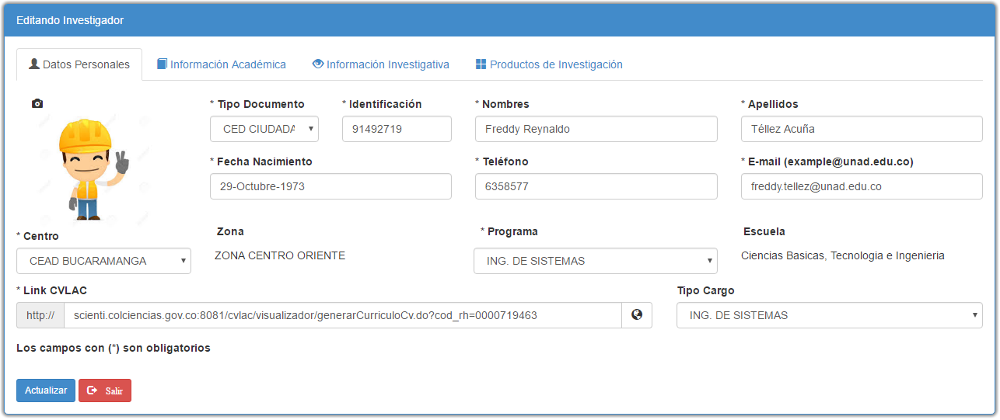 Editando Investigador
Datos Personales Información Académica Información Investigativa Productos de Investigación
* Tipo Documento * Identificación * Nombres * Apellidos
CED CIUDADA 91492719 Freddy Reynaldo Téllez Acuña
* Fecha Nacimiento * Teléfono * E-mail (example@unad.edu.co)
29-Octubre-1973 6358577 freddy.tellez@unad.edu.co
* Centro Zona * Programa Escuela
CEAD BUCARAMANGA ZONA CENTRO ORIENTE ING. DE SISTEMAS Ciencias Basicas, Tecnologia e Ingenieria
* Link CVLAC Tipo Cargo
http:// scienti.colciencias.gov.co:8081/cvlac/visualizador/generarCurriculoCv.do?cod_rh=0000719463 ING. DE SISTEMAS
Los campos con (*) son obligatorios
Actualizar Salir